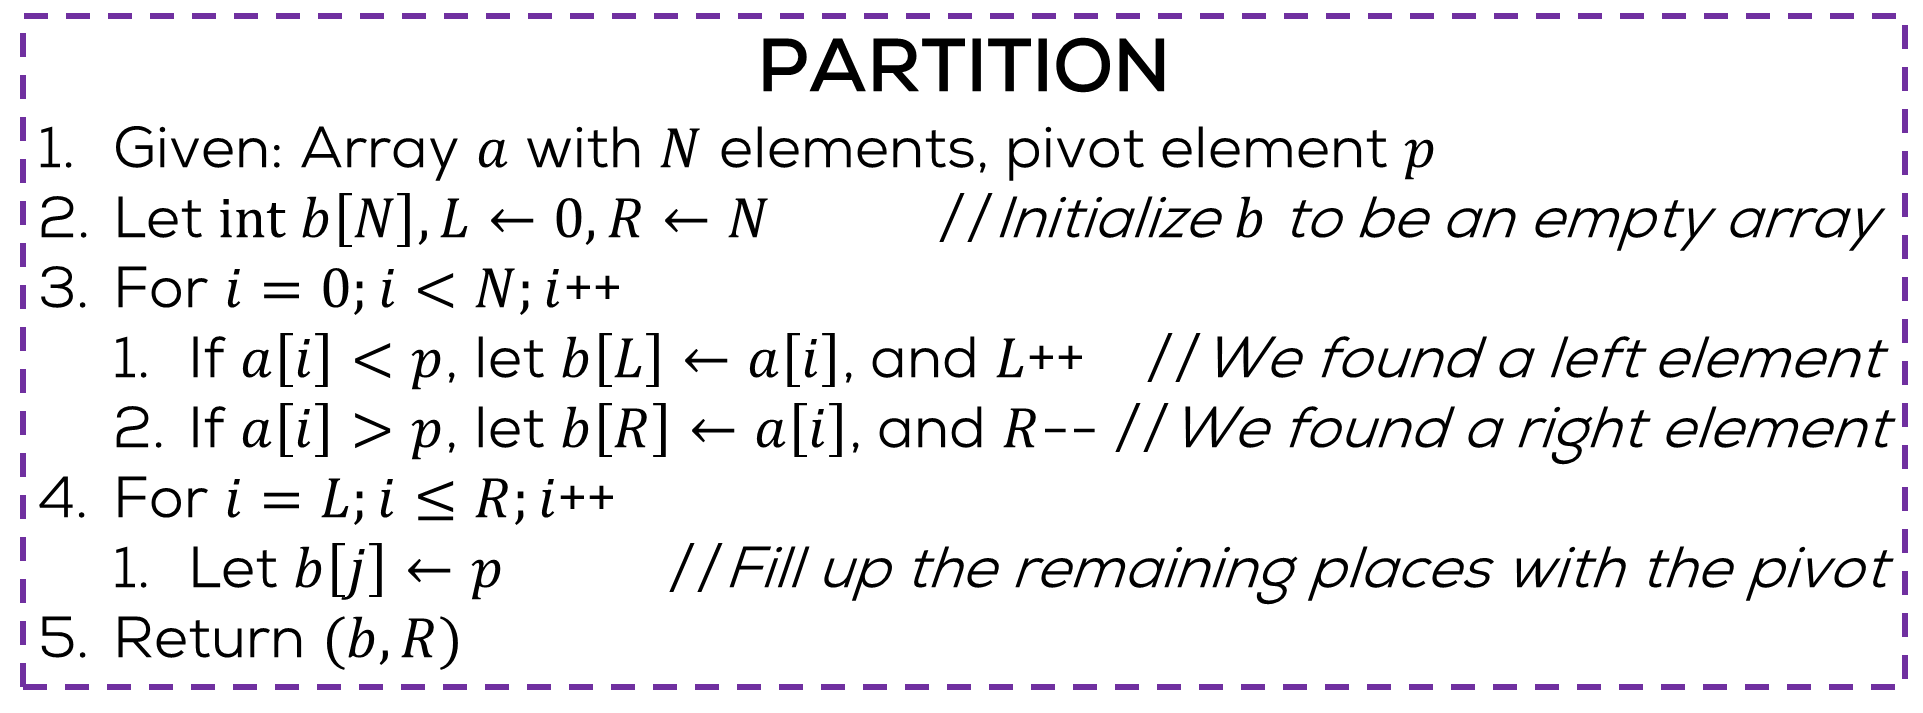 PARTITION
1. Given: Array a with N elements, pivot element p
2. Let int b[N], L ← 0, R ← N //Initialize b to be an empty array
3. For i = 0; i < N; i++
1. If a[i] < p, let b[L] ← a[i], and L++ //We found a left element
2. If a[i] > p, let b[R] ← a[i], and R-- //We found a right element
4. For i = L; i ≤ R; i++
1. Let b[j] ← p //Fill up the remaining places with the pivot
5. Return (b, R)